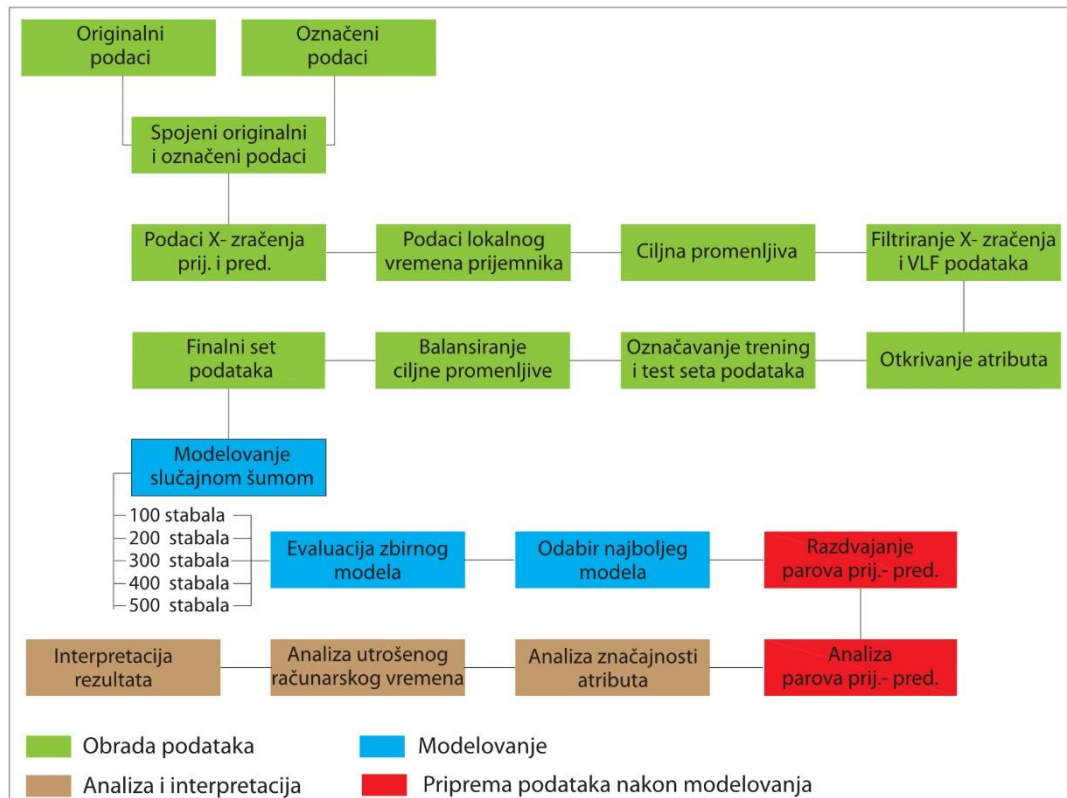 Originalni
podaci
Označeni
podaci
Spojeni originalni
i označeni podaci
Podaci X- zračenja
prij. i pred.
Podaci lokalnog
vremena prijemnika
Ciljna promenljiva
Filtriranje X- zračenja
i VLF podataka
Finalni set
podataka
Balansiranje
ciljne promenljive
Označavanje trening
i test seta podataka
Otkrivanje atributa
Modelovanje
slučajnom šumom
100 stabala
200 stabala
300 stabala
400 stabala
500 stabala
Evaluacija zbirnog
modela
Odabir najboljeg
modela
Razdvajanje
parova prij.- pred.
Interpretacija
rezultata
Analiza utrošenog
računarskog vremena
Analiza značajnosti
atributa
Analiza
parova prij.- pred.
Obrada podataka
Modelovanje
Analiza i interpretacija
Priprema podataka nakon modelovanja